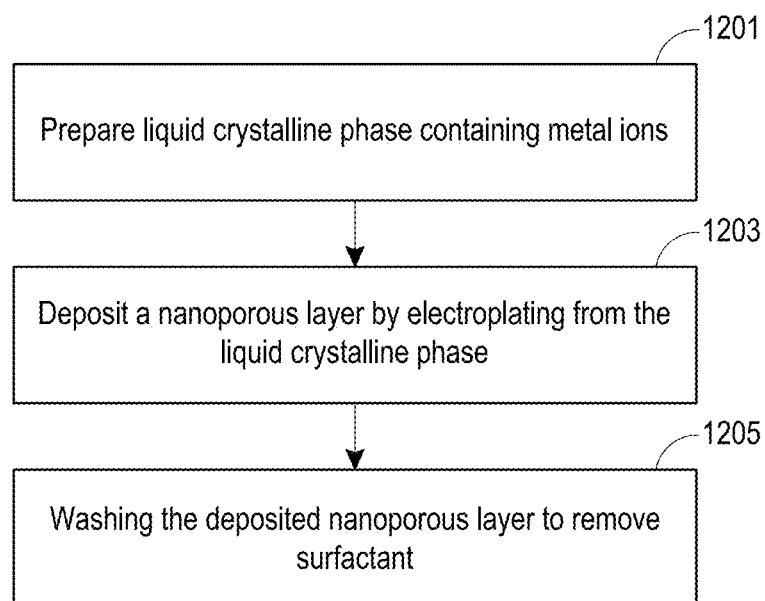 1201
Prepare liquid crystalline phase containing metal ions
1203
Deposit a nanoporous layer by electroplating from the
liquid crystalline phase
1205
Washing the deposited nanoporous layer to remove
surfactant